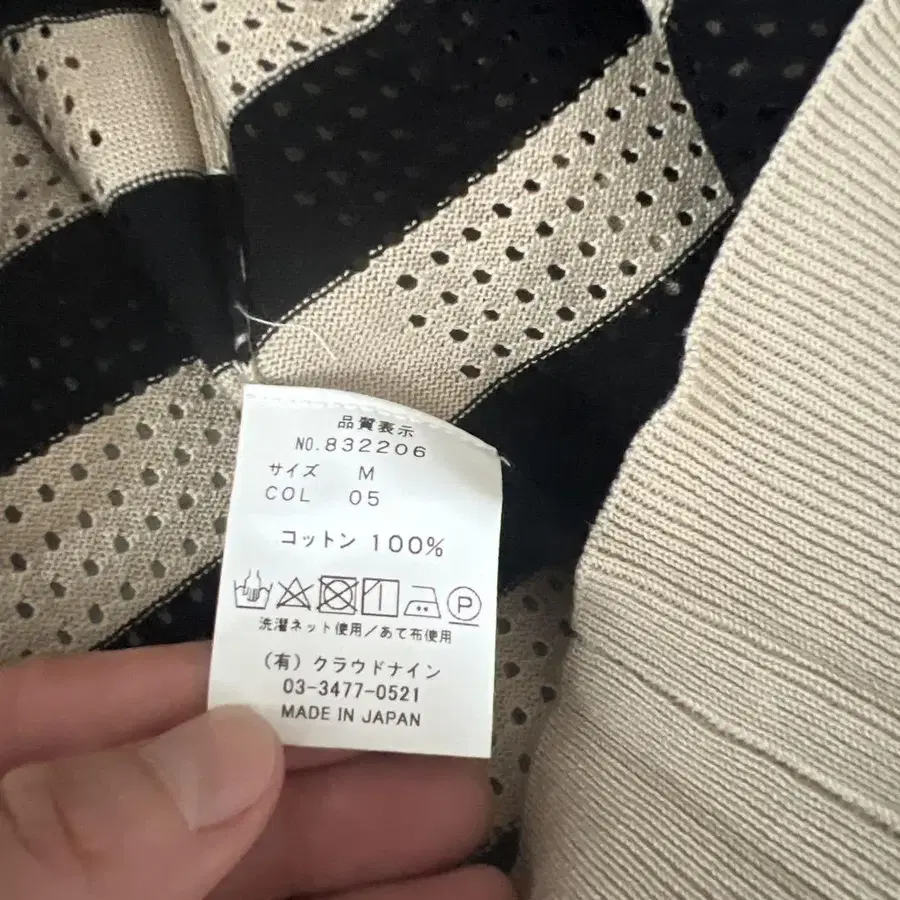 品質表示
NO.832206
サイズ M
COL 05
コットン 100%
P
洗濯ネット使用/あて布使用
(有)クラウドナイン
03-3477-0521
MADE IN JAPAN